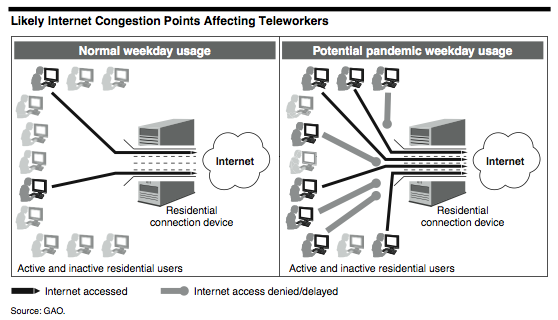 Likely Internet Congestion Points Affecting Teleworkers
Normal weekday usage
Potential pandemic weekday usage
Internet
Internet
Residential
connection device
Residential
connection device
Active and inactive residential users
Active and inactive residential users
Internet accessed
Internet access denied/delayed
Source: GAO.